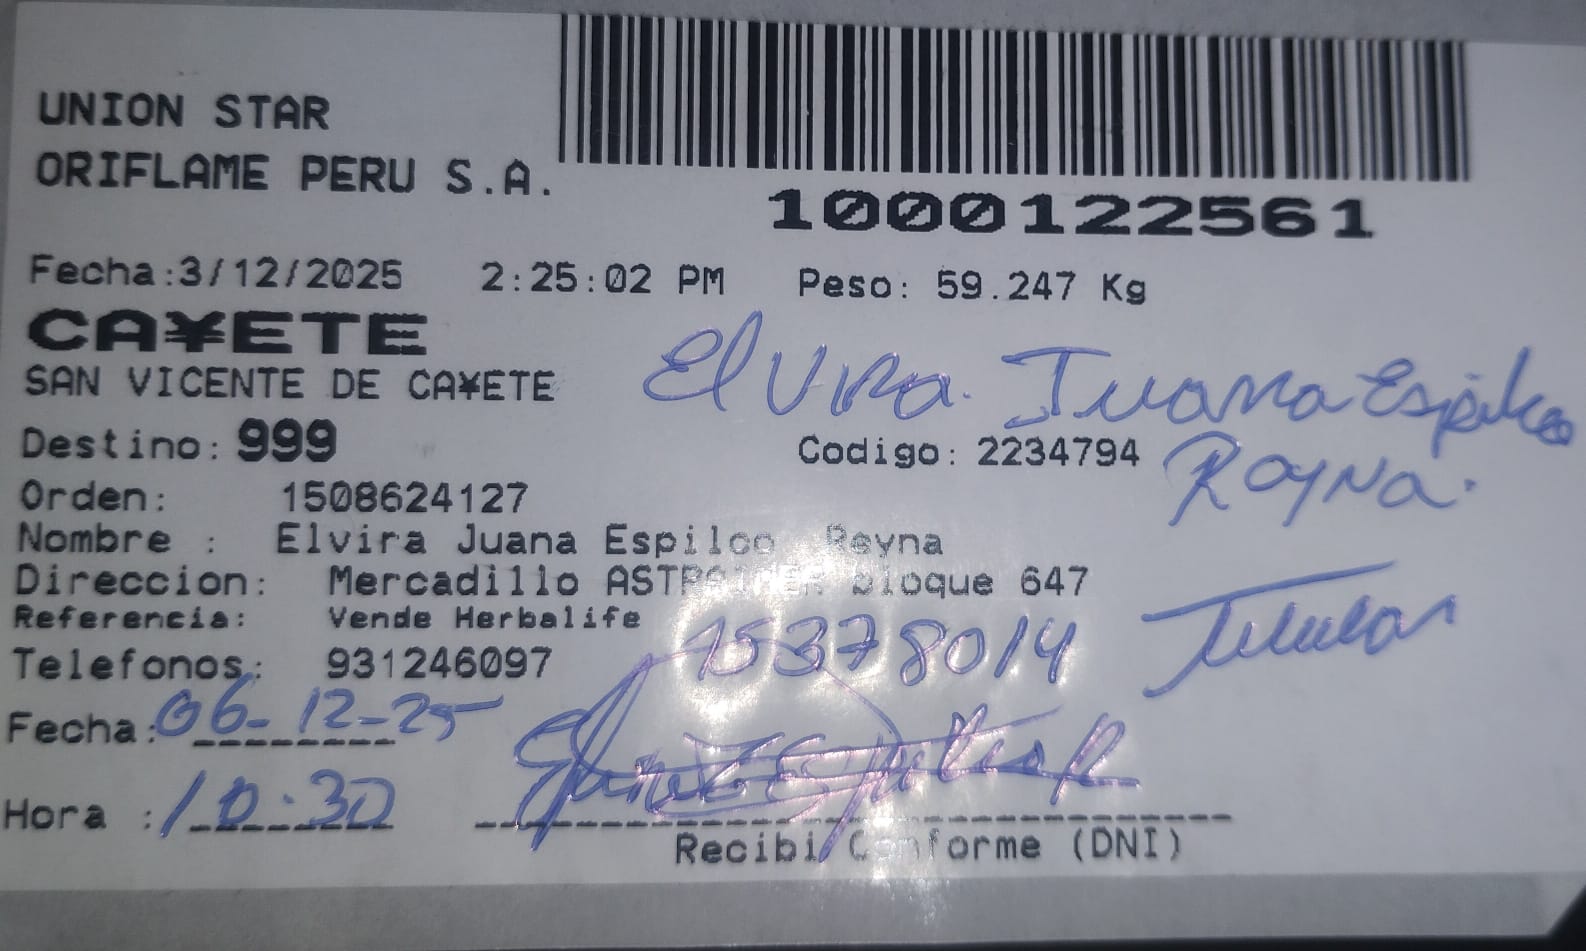 UNION STAR
ORIFLAME PERU S.A.
1000122561
Fecha:3/12/2025 2:25:02 PM Peso: 59.247 Kg
CA¥ETE
SAN VICENTE DE CA¥ETE
Elvira Juana Espilco
Reyna.
Destino: 999 Codigo: 2234794
Orden: 1508624127
Nombre : Elvira Juana Espilco Reyna
Direccion: Mercadillo bloque 647
Referencia: Vende Herbalife
Telefonos: 931246097
15378014 Titular
Fecha: 06-12-25
Hora : 10:30
Recibi Conforme (DNI)